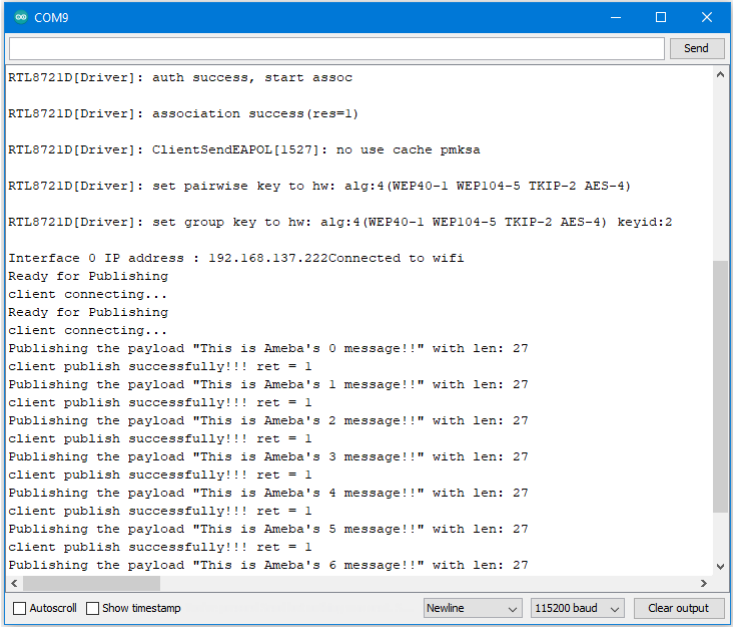 COM9
Send
RTL8721D[Driver]: auth success, start assoc
RTL8721D[Driver]: association success(res=1)
RTL8721D[Driver]: ClientSendEAPOL[1527]: no use cache pmksa
RTL8721D[Driver]: set pairwise key to hw: alg:4(WEP40-1 WEP104-5 TKIP-2 AES-4)
RTL8721D[Driver]: set group key to hw: alg:4(WEP40-1 WEP104-5 TKIP-2 AES-4) keyid:2
Interface 0 IP address : 192.168.137.222Connected to wifi
Ready for Publishing
client connecting...
Ready for Publishing
client connecting...
Publishing the payload "This is Ameba's 0 message!!" with len: 27
client publish successfully!!! ret = 1
Publishing the payload "This is Ameba's 1 message!!" with len: 27
client publish successfully!!! ret = 1
Publishing the payload "This is Ameba's 2 message!!" with len: 27
client publish successfully!!! ret = 1
Publishing the payload "This is Ameba's 3 message!!" with len: 27
client publish successfully!!! ret = 1
Publishing the payload "This is Ameba's 4 message!!" with len: 27
client publish successfully!!! ret = 1
Publishing the payload "This is Ameba's 5 message!!" with len: 27
client publish successfully!!! ret = 1
Publishing the payload "This is Ameba's 6 message!!" with len: 27
Autoscroll Show timestamp Newline 115200 baud Clear output